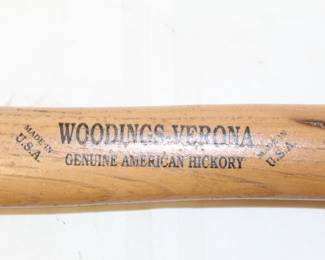 MADE IN
U.S.A.
WOODINGS-VERONA
GENUINE AMERICAN HICKORY
MADE IN
U.S.A.